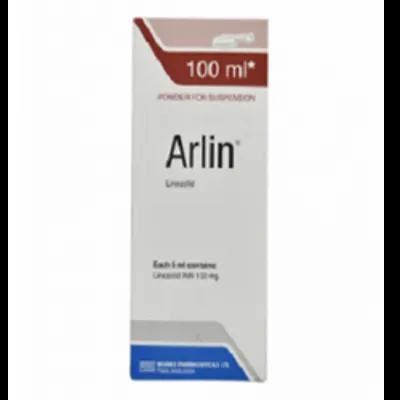 100 ml*
POWDER FOR SUSPENSION
Arlin®
Linezolid
Each 5 ml contains:
Linezolid INN 100 mg.